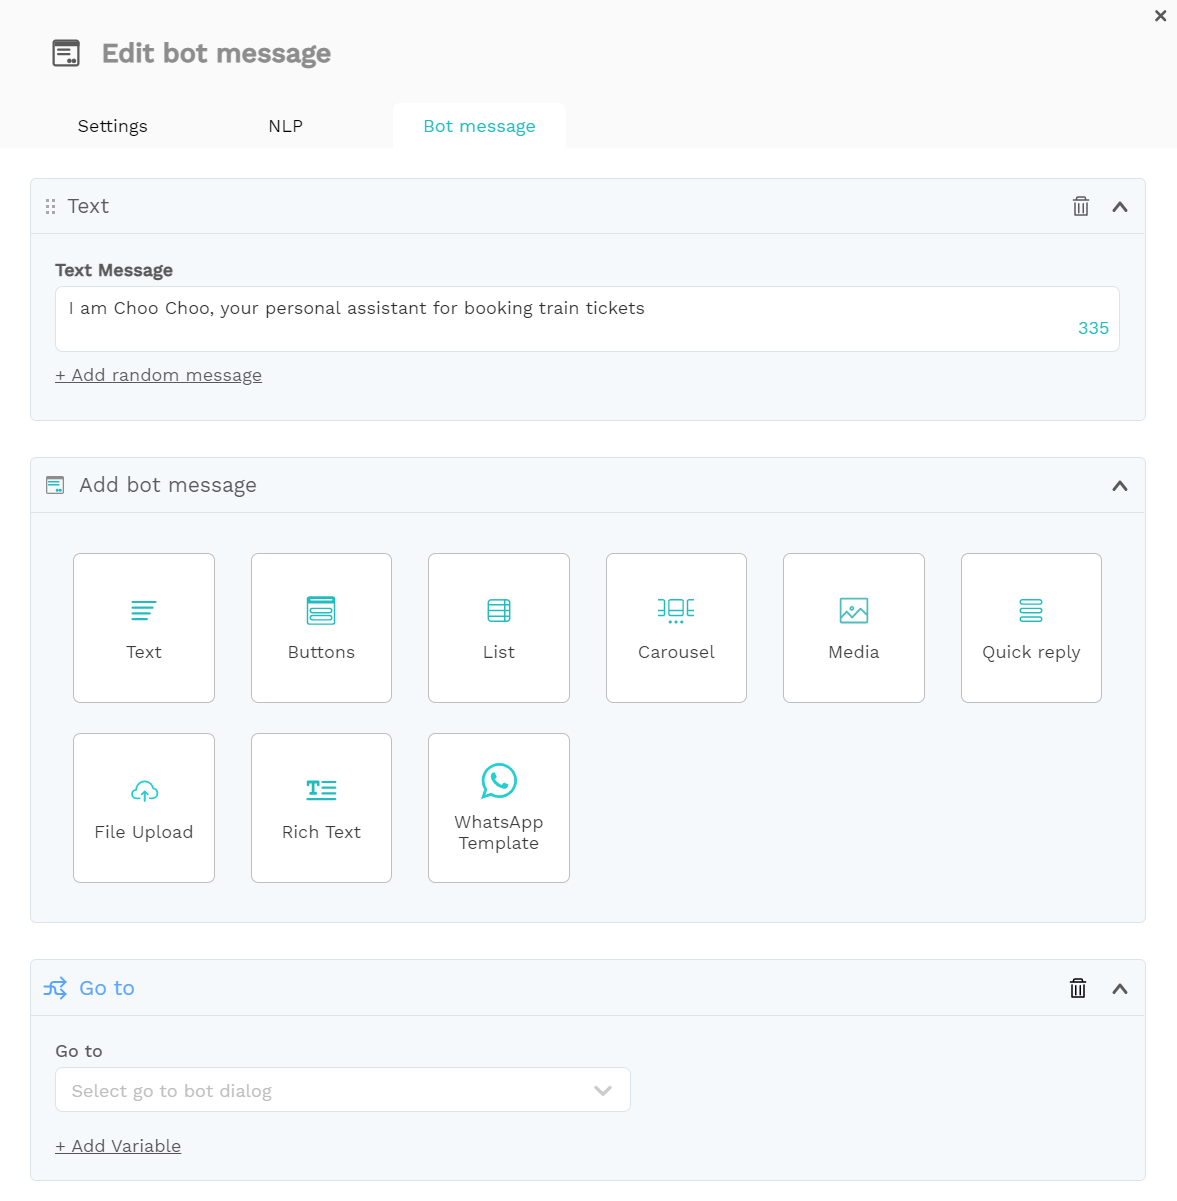 Edit bot message
Settings NLP Bot message
Text
Text Message
I am Choo Choo, your personal assistant for booking train tickets
335
+ Add random message
Add bot message
Text Buttons List Carousel Media Quick reply
File Upload Rich Text WhatsApp
Template
Go to
Go to
Select go to bot dialog
+ Add Variable